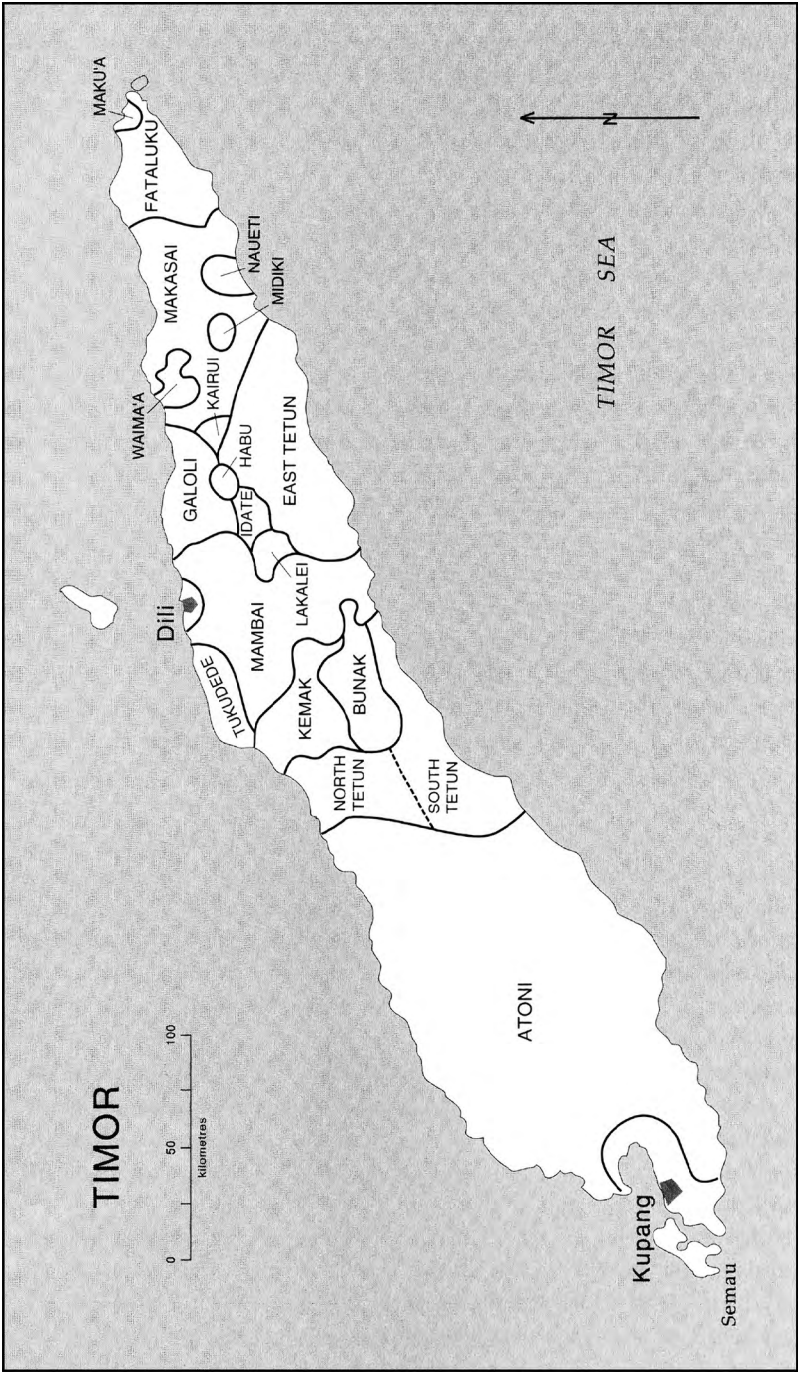 TIMOR
0 50 100
kilometres
MAKU'A
FATALUKU
MAKASAI
NAUETI
MIDIKI
WAIMA'A
KAIRUI
GALOLI
HABU
EAST TETUN
IDATE
LAKALEI
Dili
MAMBAI
TUKUDEDE
KEMAK
BUNAK
NORTH
TETUN
SOUTH
TETUN
ATONI
Kupang
Semau
TIMOR SEA
N